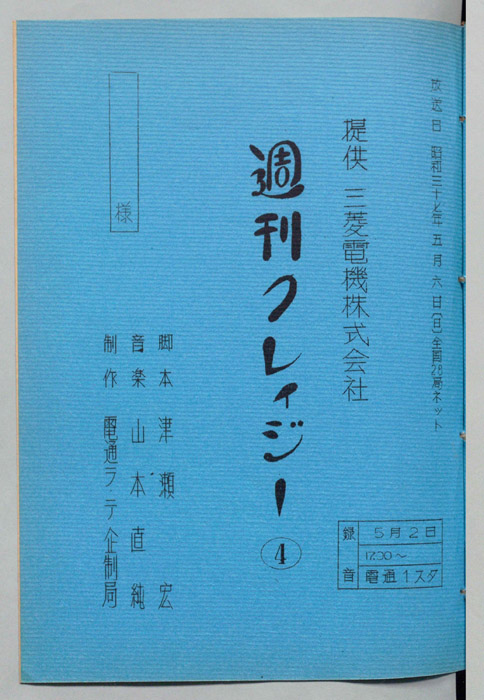 放送日 昭和三十七年五月六日(日)全国28局ネット
提供 三菱電機株式会社
週刊クレイジー ④
録音
5月2日
17.00〜
電通1スタ
様
脚本 津瀬 宏
音楽 山本直純
制作 電通ラテ企制局